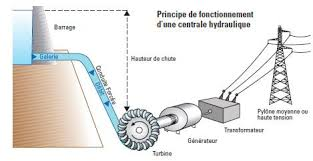 Principe de fonctionnement
d'une centrale hydraulique
Barrage
Galerie
Hauteur de chute
Conduite Forcée
Turbine
Générateur
Transformateur
Pylône moyenne ou
haute tension